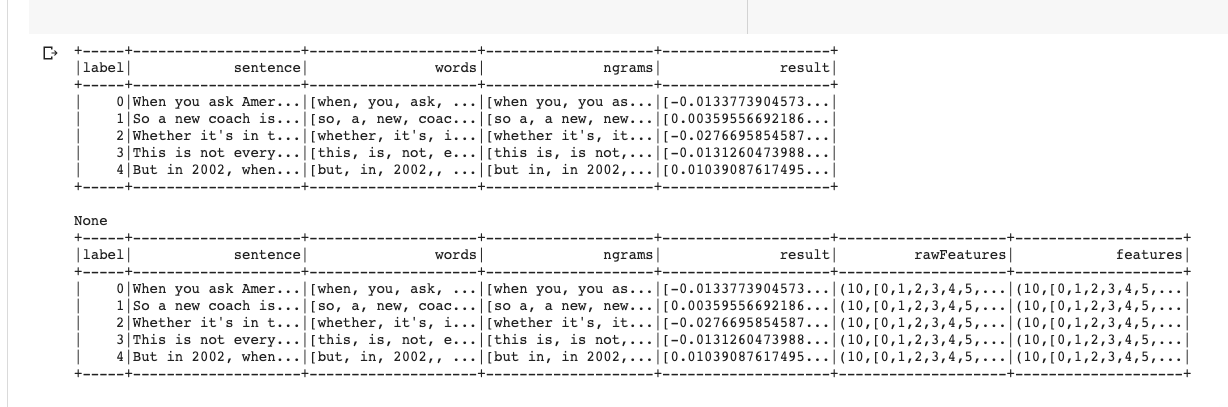 +-----+--------------------+--------------------+--------------------+--------------------+
|label|            sentence|               words|              ngrams|              result|
+-----+--------------------+--------------------+--------------------+--------------------+
|    0|When you ask Amer...|[when, you, ask, ...|[when you, you as...|[-0.0133773904573...|
|    1|So a new coach is...|[so, a, new, coac...|[so a, a new, new...|[0.00359556692186...|
|    2|Whether it's in t...|[whether, it's, i...|[whether it's, it...|[-0.0276695854587...|
|    3|This is not every...|[this, is, not, e...|[this is, is not,...|[-0.0131260473988...|
|    4|But in 2002, when...|[but, in, 2002,, ...|[but in, in 2002,...|[0.01039087617495...|
+-----+--------------------+--------------------+--------------------+--------------------+
None
+-----+--------------------+--------------------+--------------------+--------------------+--------------------+--------------------+
|label|            sentence|               words|              ngrams|              result|         rawFeatures|            features|
+-----+--------------------+--------------------+--------------------+--------------------+--------------------+--------------------+
|    0|When you ask Amer...|[when, you, ask, ...|[when you, you as...|[-0.0133773904573...|(10,[0,1,2,3,4,5,...|(10,[0,1,2,3,4,5,...|
|    1|So a new coach is...|[so, a, new, coac...|[so a, a new, new...|[0.00359556692186...|(10,[0,1,2,3,4,5,...|(10,[0,1,2,3,4,5,...|
|    2|Whether it's in t...|[whether, it's, i...|[whether it's, it...|[-0.0276695854587...|(10,[0,1,2,3,4,5,...|(10,[0,1,2,3,4,5,...|
|    3|This is not every...|[this, is, not, e...|[this is, is not,...|[-0.0131260473988...|(10,[0,1,2,3,4,5,...|(10,[0,1,2,3,4,5,...|
|    4|But in 2002, when...|[but, in, 2002,, ...|[but in, in 2002,...|[0.01039087617495...|(10,[0,1,2,3,4,5,...|(10,[0,1,2,3,4,5,...|
+-----+--------------------+--------------------+--------------------+--------------------+--------------------+--------------------+